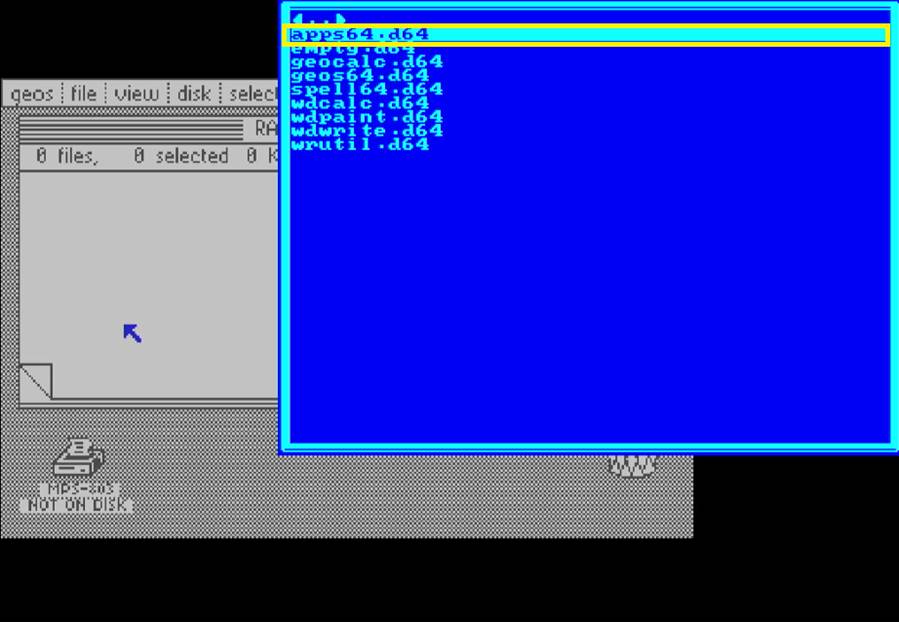 geos file view disk select
0 files, 0 selected 0 K
MPS-803
NOT ON DISK
◀..▶
apps64.d64
empty.d64
geocalc.d64
geos64.d64
spell64.d64
wdcalc.d64
wdpaint.d64
wdwrite.d64
wrutil.d64